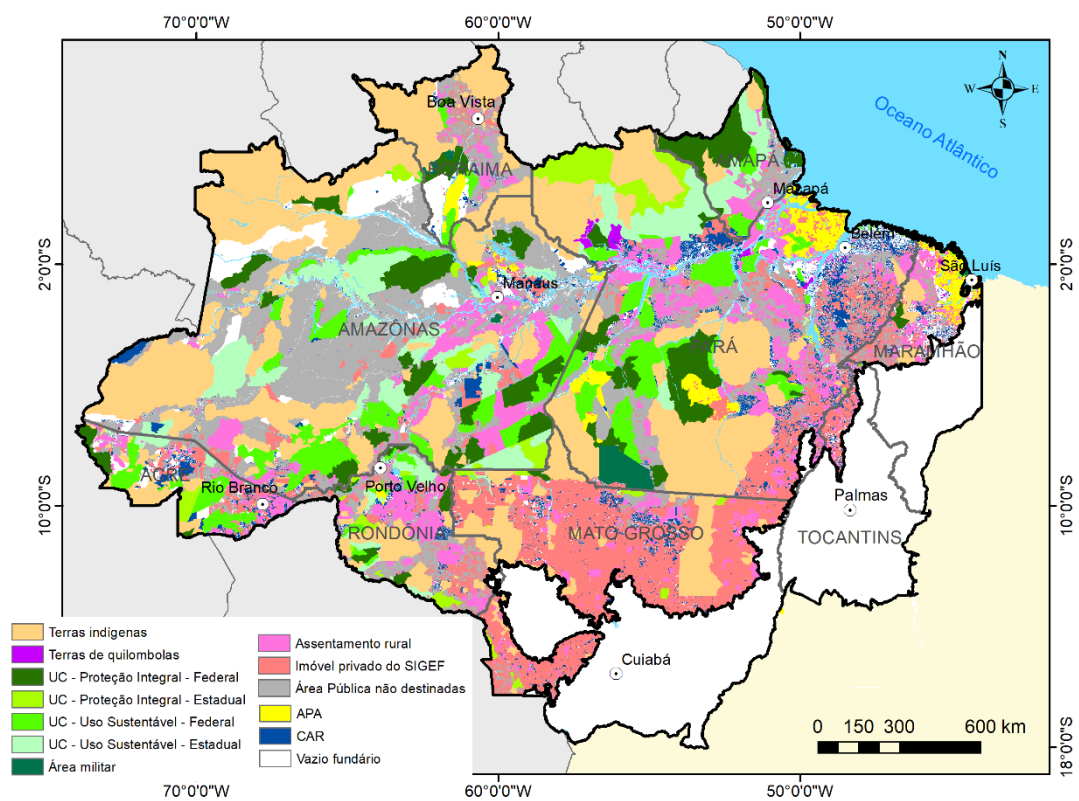 70°0'0"W 60°0'0"W 50°0'0"W
N
W E
S
Boa Vista
Oceano Atlântico
RORAIMA
AMAPÁ
Macapá
Belém
2°0'0"S 2°0'0"S
São Luís
Manaus
AMAZONAS
PARÁ
MARANHÃO
ACRE
Rio Branco
Porto Velho
Palmas
10°0'0"S 10°0'0"S
RONDÔNIA
MATO GROSSO
TOCANTINS
Cuiabá
Terras indígenas
Terras de quilombolas
UC - Proteção Integral - Federal
UC - Proteção Integral - Estadual
UC - Uso Sustentável - Federal
UC - Uso Sustentável - Estadual
Área militar
Assentamento rural
Imóvel privado do SIGEF
Área Pública não destinadas
APA
CAR
Vazio fundário
0 150 300 600 km
18°0'0"S
70°0'0"W 60°0'0"W 50°0'0"W